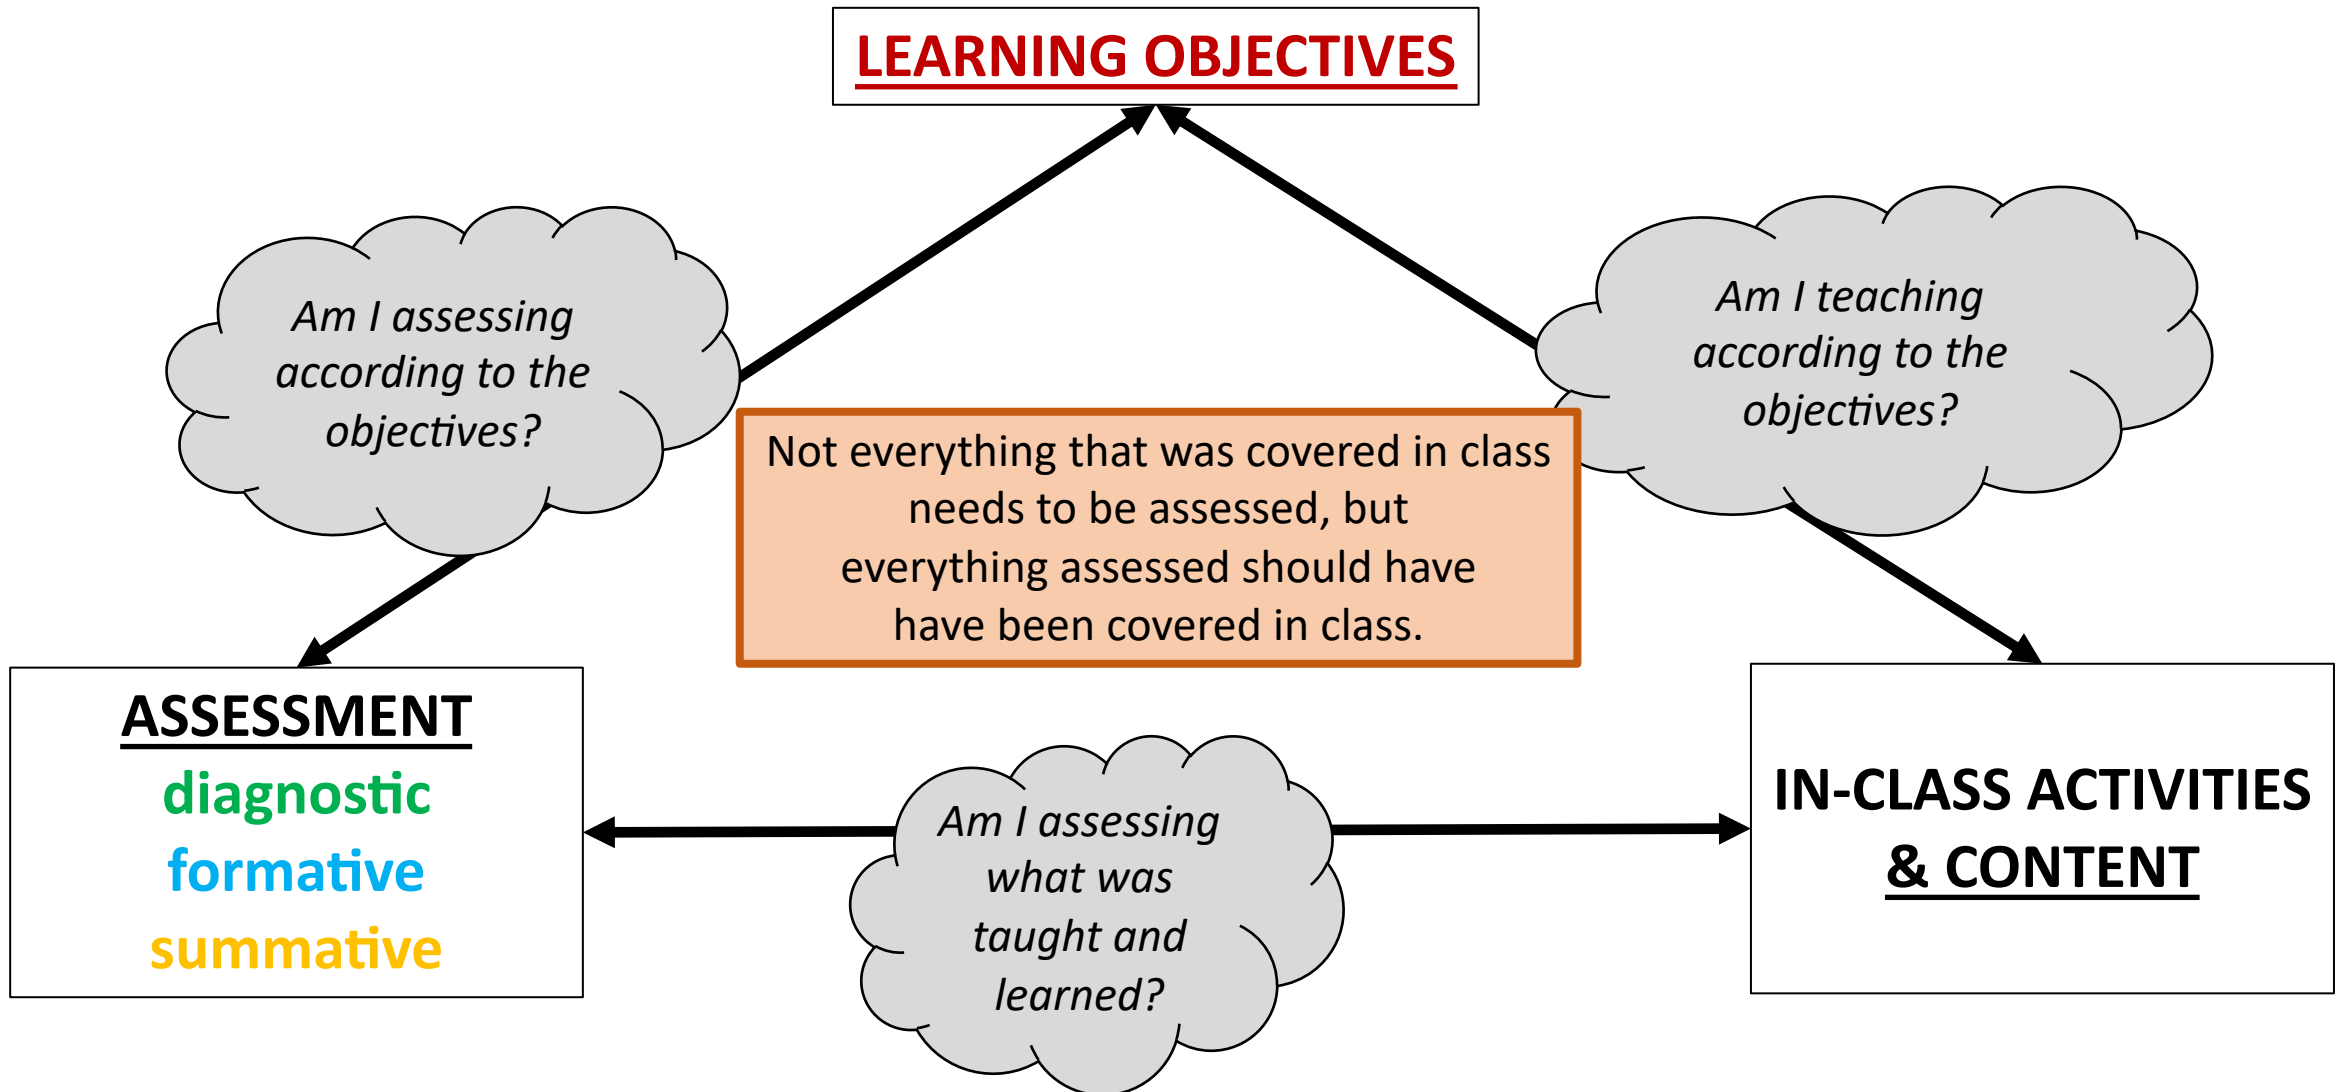 LEARNING OBJECTIVES
Am I assessing
according to the
objectives?
Am I teaching
according to the
objectives?
Not everything that was covered in class
needs to be assessed, but
everything assessed should have
have been covered in class.
ASSESSMENT
diagnostic
formative
summative
Am I assessing
what was
taught and
learned?
IN-CLASS ACTIVITIES
& CONTENT